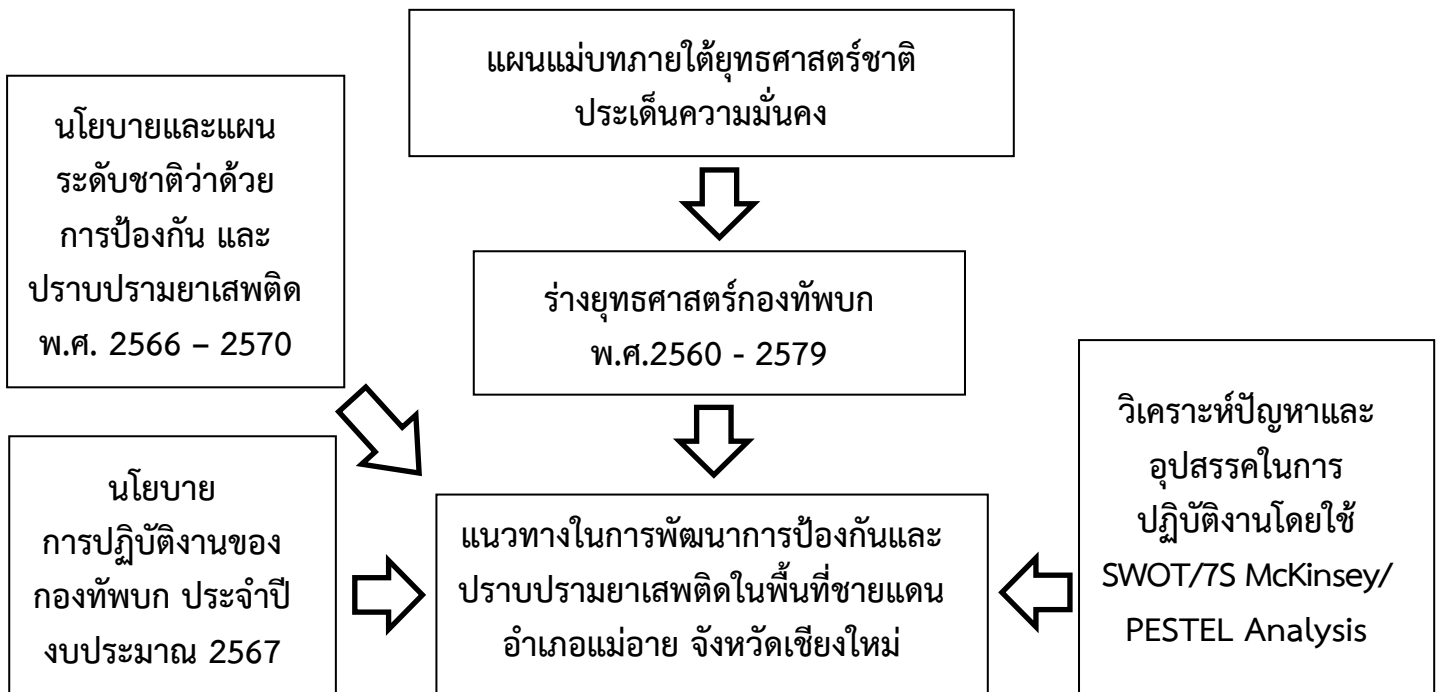 แผนแม่บทภายใต้ยุทธศาสตร์ชาติ
ประเด็นความมั่นคง
นโยบายและแผน
ระดับชาติว่าด้วย
การป้องกัน และ
ปราบปรามยาเสพติด
พ.ศ. 2566 – 2570
ร่างยุทธศาสตร์กองทัพบก
พ.ศ.2560 - 2579
นโยบาย
การปฏิบัติงานของ
กองทัพบก ประจำปี
งบประมาณ 2567
แนวทางในการพัฒนาการป้องกันและ
ปราบปรามยาเสพติดในพื้นที่ชายแดน
อำเภอแม่อาย จังหวัดเชียงใหม่
วิเคราะห์ปัญหาและ
อุปสรรคในการ
ปฏิบัติงานโดยใช้
SWOT/7S McKinsey/
PESTEL Analysis